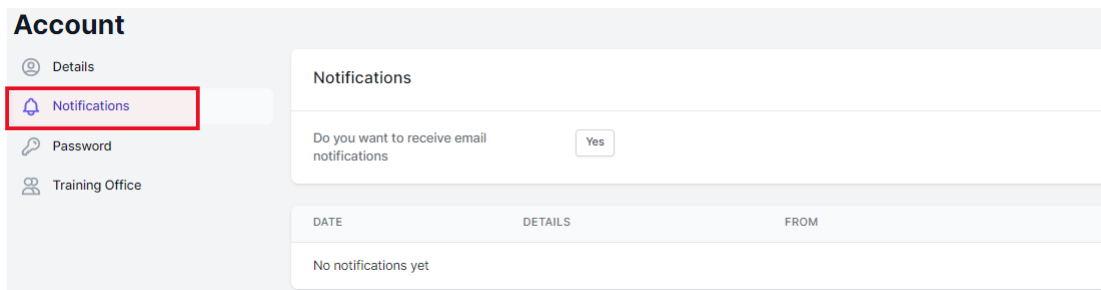 Account
Details
Notifications
Password
Training Office
Notifications
Do you want to receive email
notifications
Yes
DATE DETAILS FROM
No notifications yet